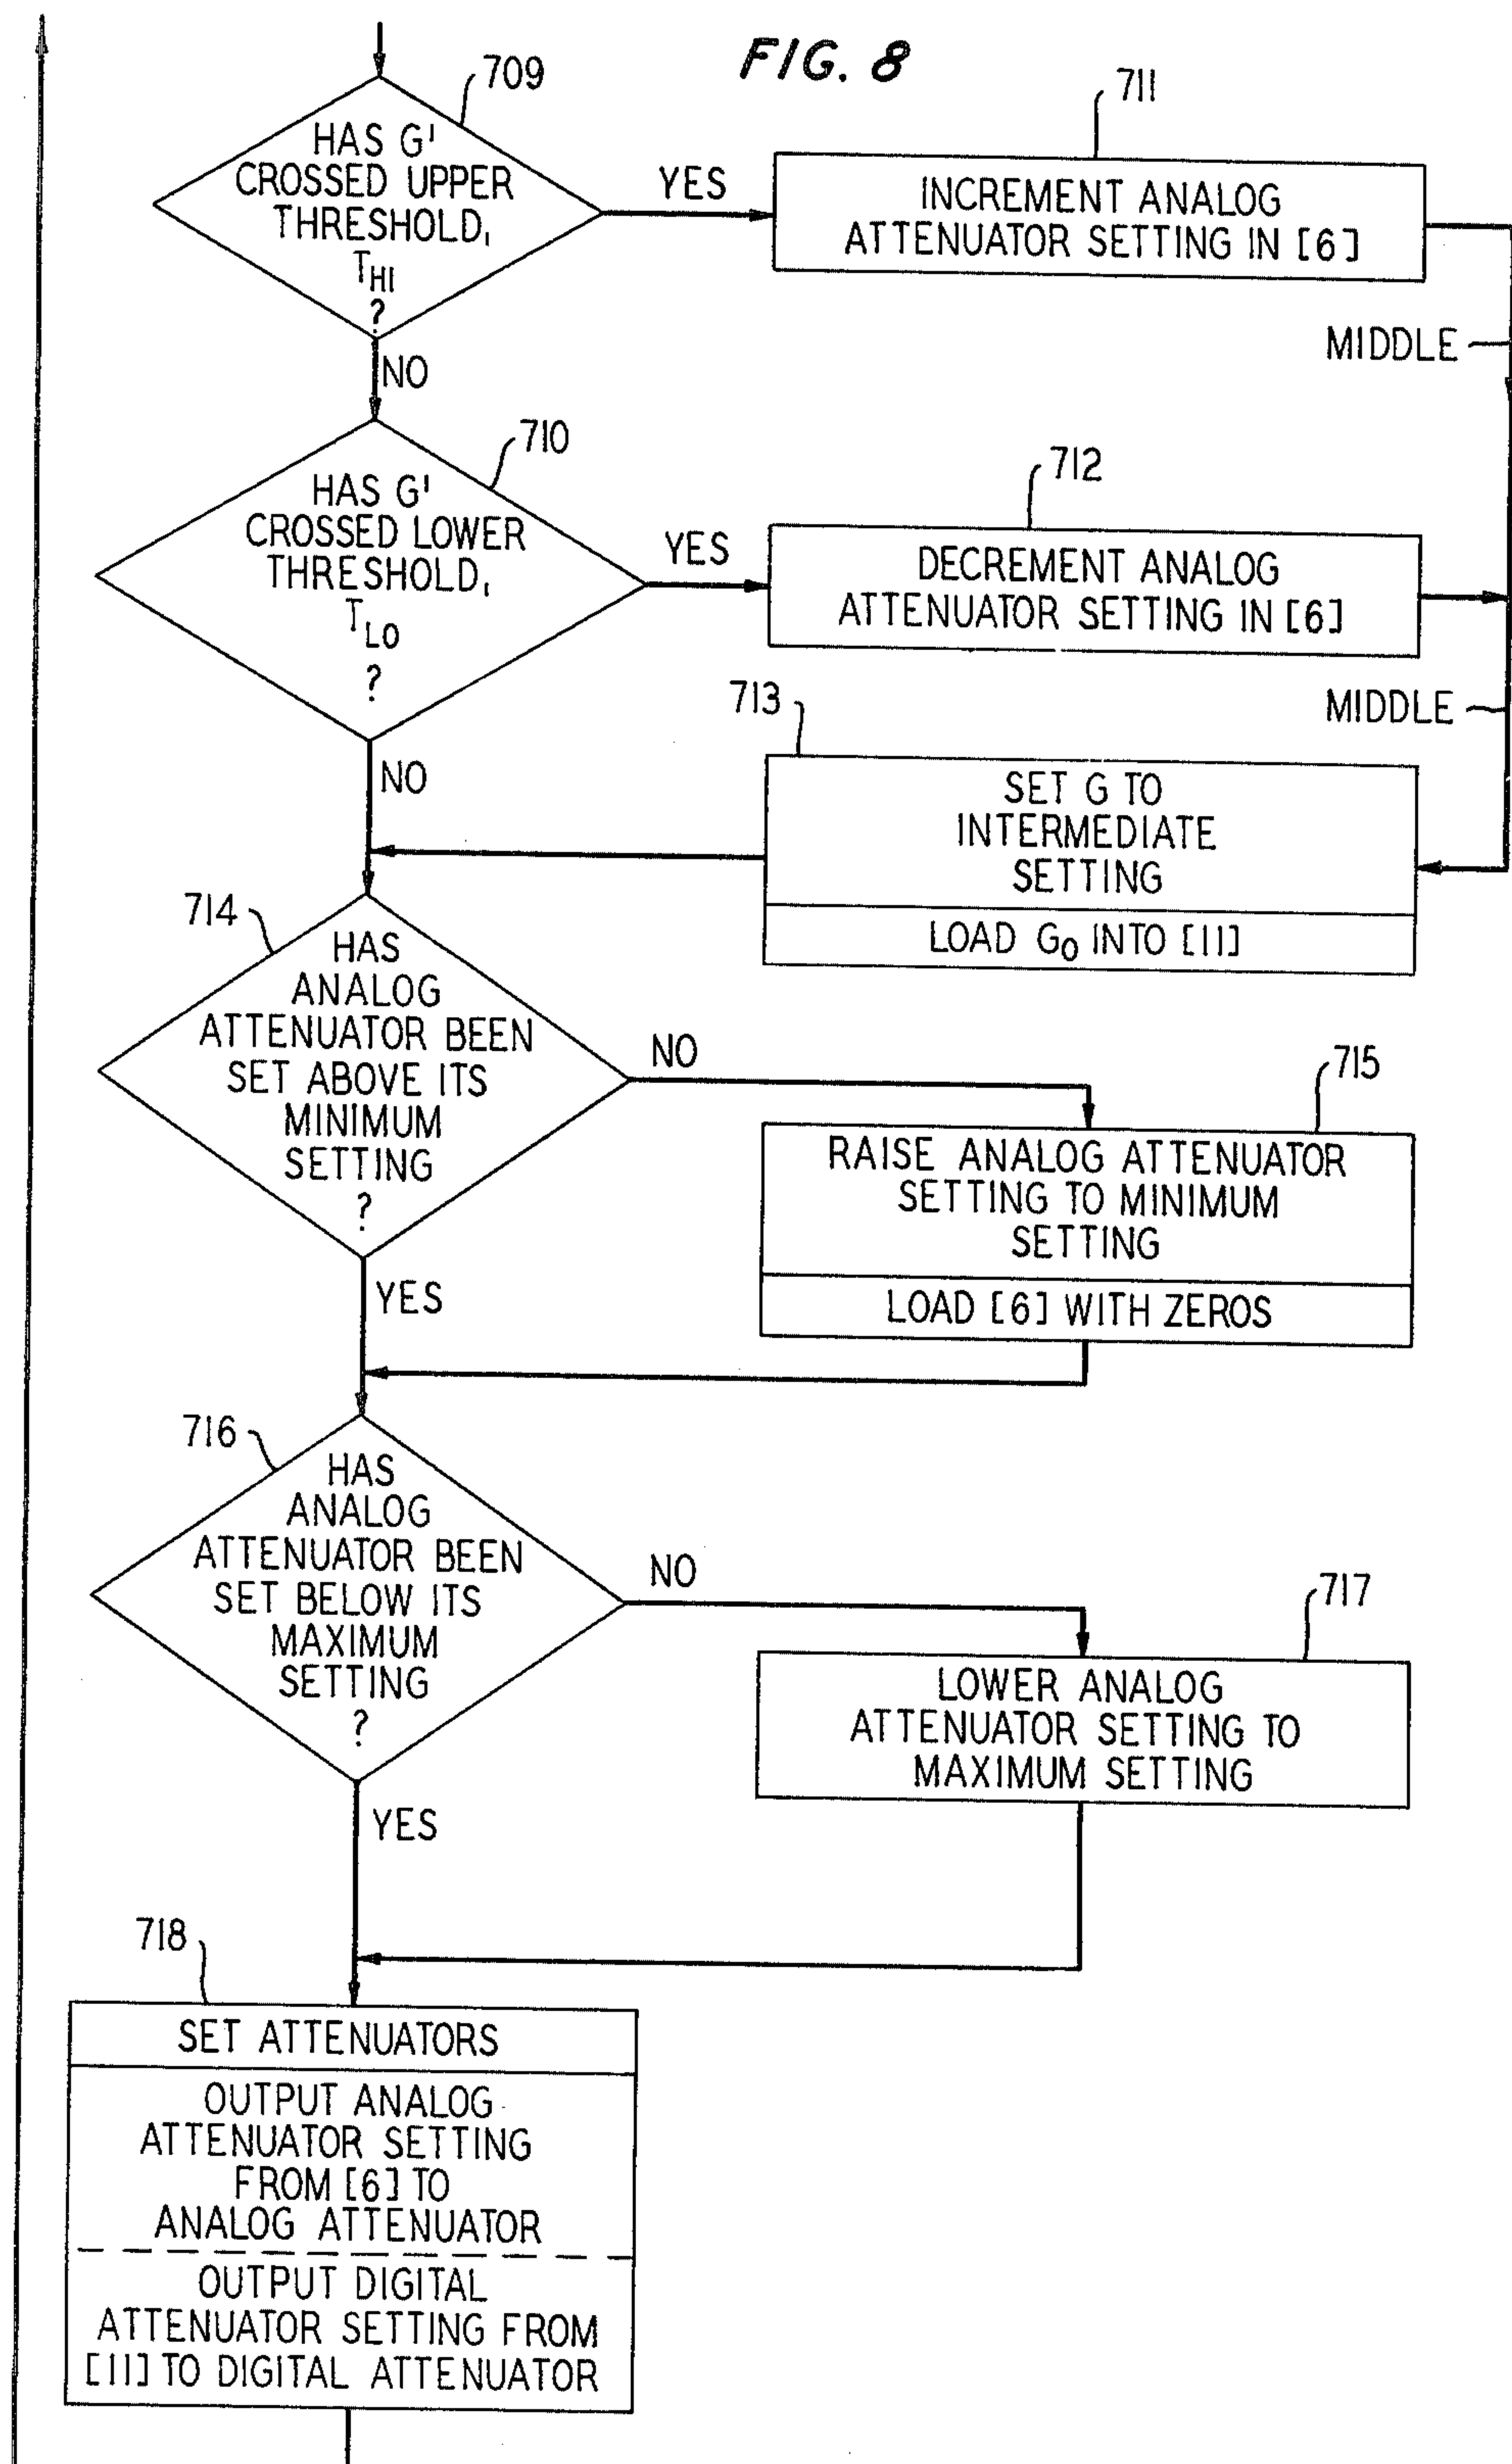 FIG. 8
709
HAS G'
CROSSED UPPER
THRESHOLD,
T HI
?
YES
711
INCREMENT ANALOG
ATTENUATOR SETTING IN [6]
MIDDLE
NO
710
HAS G'
CROSSED LOWER
THRESHOLD,
T LO
?
YES
712
DECREMENT ANALOG
ATTENUATOR SETTING IN [6]
MIDDLE
NO
713
SET G TO
INTERMEDIATE
SETTING
LOAD G0 INTO [11]
714
HAS
ANALOG
ATTENUATOR BEEN
SET ABOVE ITS
MINIMUM
SETTING
?
NO
715
RAISE ANALOG ATTENUATOR
SETTING TO MINIMUM
SETTING
LOAD [6] WITH ZEROS
YES
716
HAS
ANALOG
ATTENUATOR BEEN
SET BELOW ITS
MAXIMUM
SETTING
?
NO
717
LOWER ANALOG
ATTENUATOR SETTING TO
MAXIMUM SETTING
YES
718
SET ATTENUATORS
OUTPUT ANALOG
ATTENUATOR SETTING
FROM [6] TO
ANALOG ATTENUATOR
OUTPUT DIGITAL
ATTENUATOR SETTING FROM
[11] TO DIGITAL ATTENUATOR